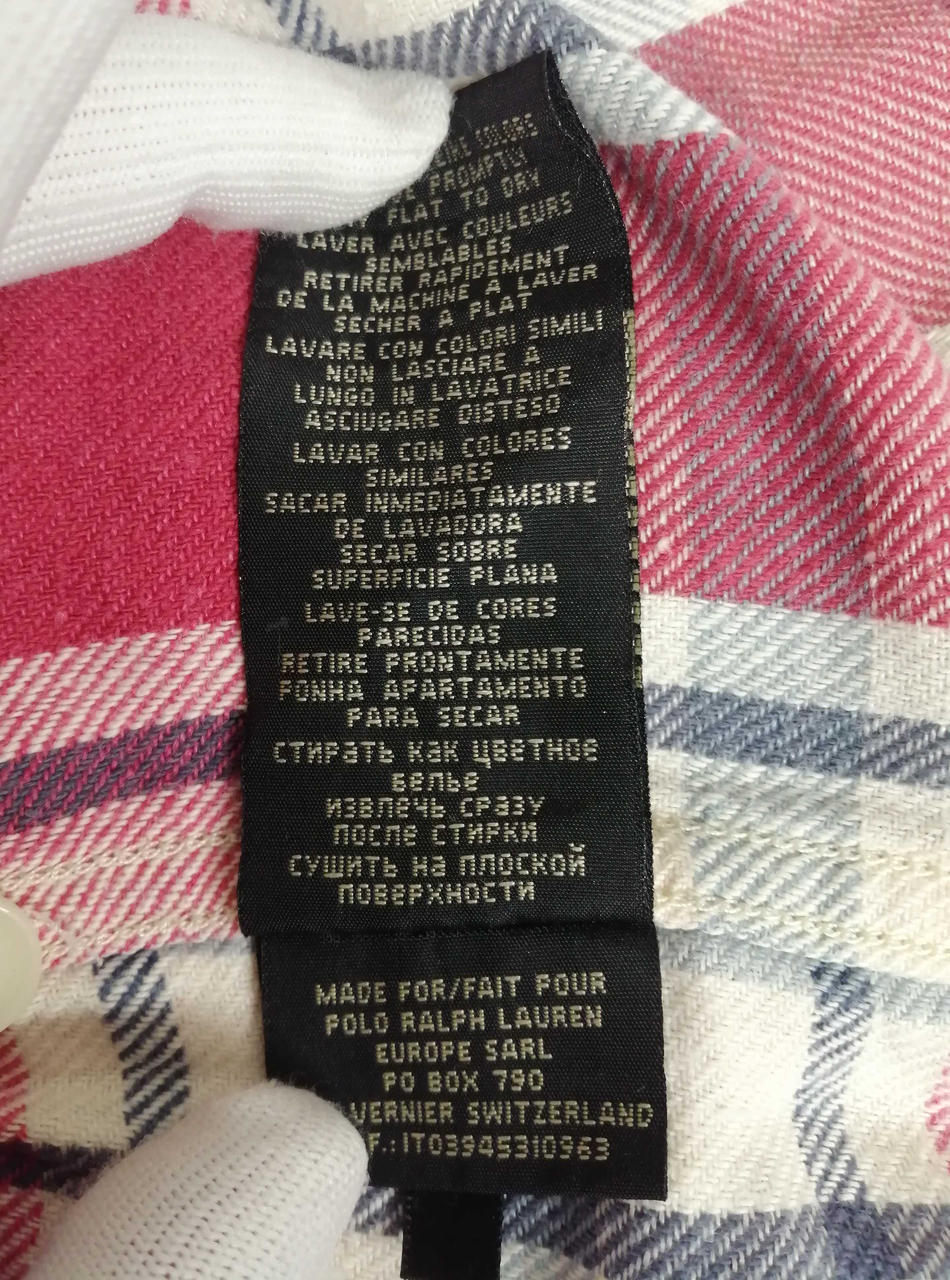 COLORS
PROMPTLY
FLAT TO DRY
LAVER AVEC COULEURS
SEMBLABLES
RETIRER RAPIDEMENT
DE LA MACHINE A LAVER
SECHER A PLAT
LAVARE CON COLORI SIMILI
NON LASCIARE A
LUNGO IN LAVATRICE
ASCIUGARE DISTESO
LAVAR CON COLORES
SIMILARES
SACAR INMEDIATAMENTE
DE LAVADORA
SECAR SOBRE
SUPERFICIE PLANA
LAVE-SE DE CORES
PARECIDAS
RETIRE PRONTAMENTE
PONHA APARTAMENTO
PARA SECAR
СТИРАТЬ КАК ЦВЕТНОЕ
БЕЛЬЕ
ИЗВЛЕЧЬ СРАЗУ
ПОСЛЕ СТИРКИ
СУШИТЬ НА ПЛОСКОЙ
ПОВЕРХНОСТИ
MADE FOR/FAIT POUR
POLO RALPH LAUREN
EUROPE SARL
PO BOX 790
VERNIER SWITZERLAND
F.:IT03945310963